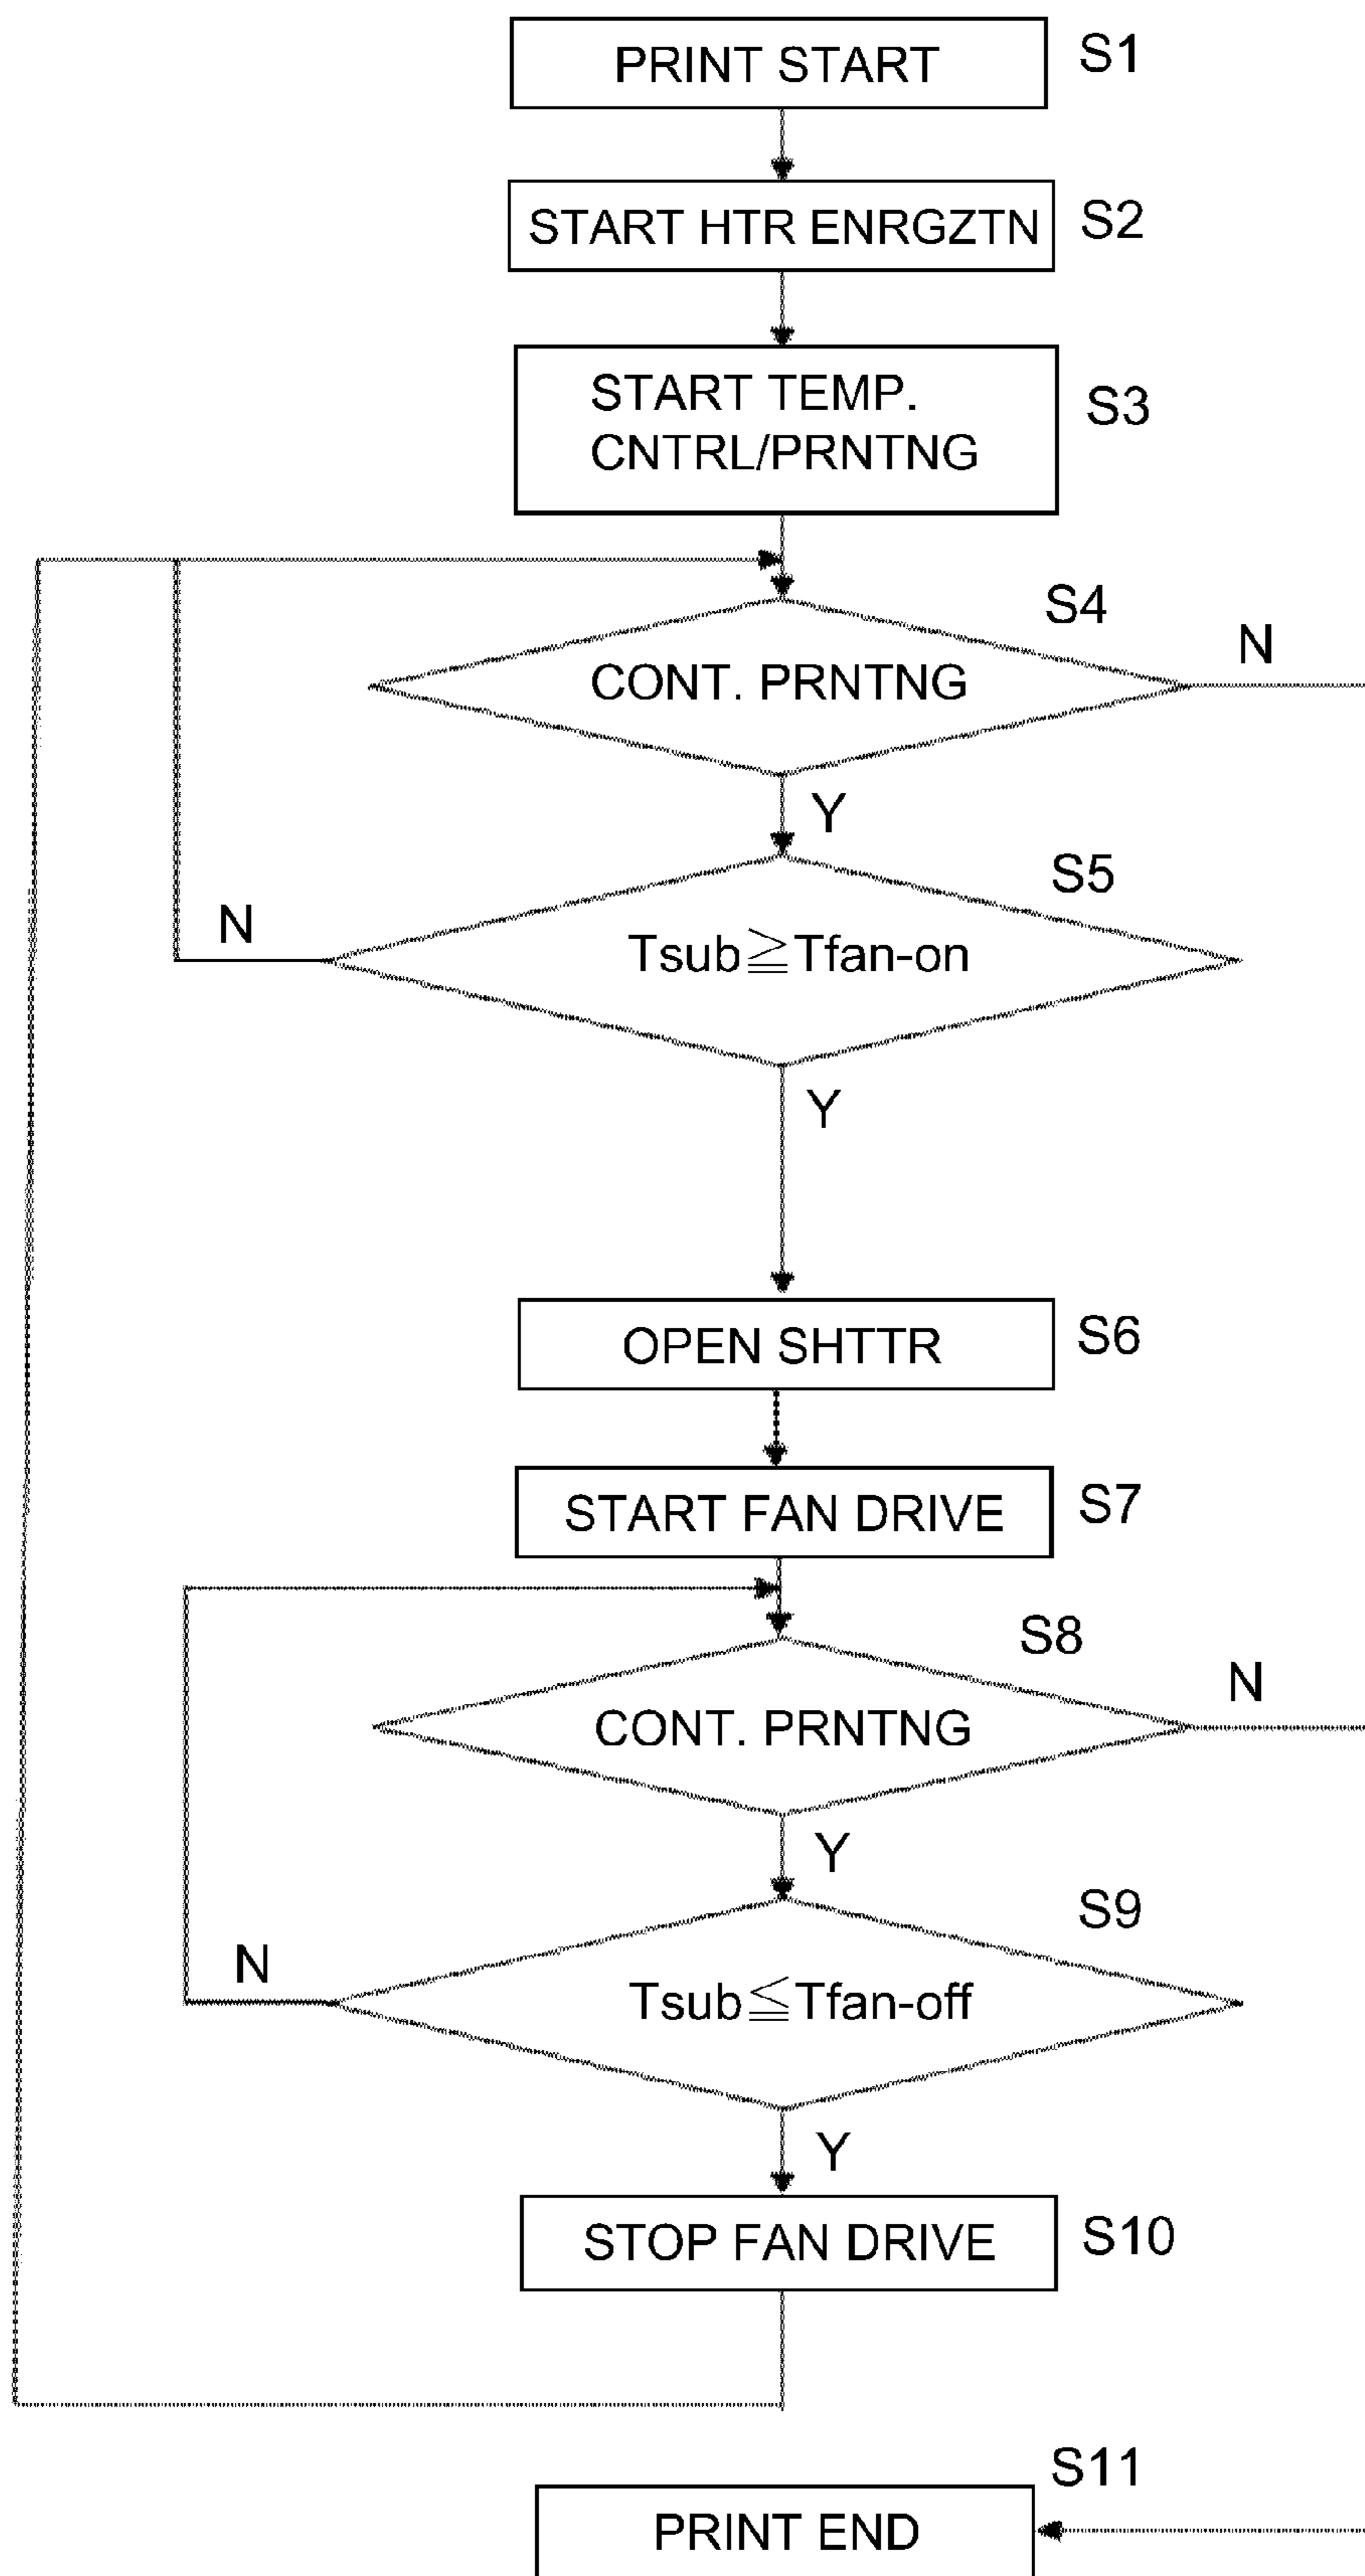 PRINT START
S1
START HTR ENRGZTN
S2
START TEMP.
CNTRL/PRNTNG
S3
S4
N
CONT. PRNTNG
Y
S5
N
Tsub≧Tfan-on
Y
OPEN SHTTR
S6
START FAN DRIVE
S7
S8
N
CONT. PRNTNG
Y
S9
N
Tsub≦Tfan-off
Y
STOP FAN DRIVE
S10
S11
PRINT END